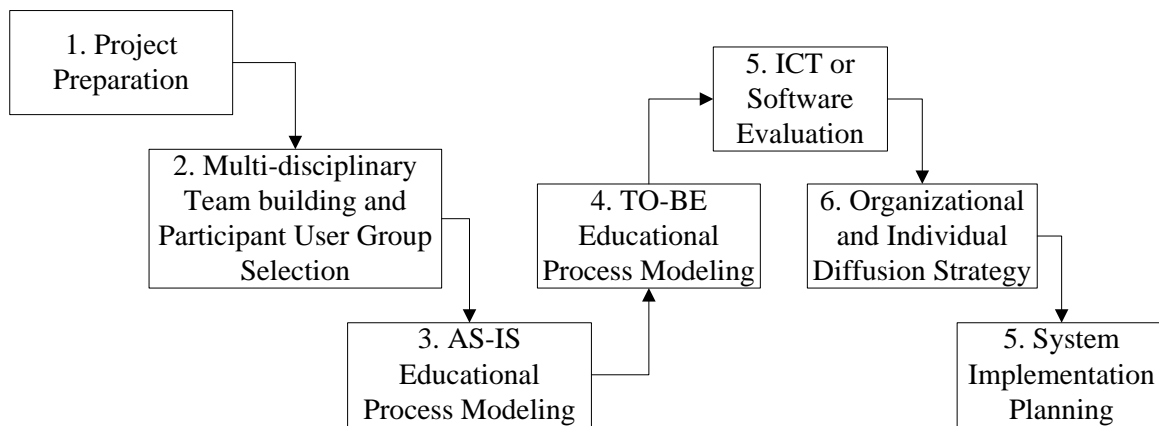 1. Project
Preparation
2. Multi-disciplinary
Team building and
Participant User Group
Selection
3. AS-IS
Educational
Process Modeling
4. TO-BE
Educational
Process Modeling
5. ICT or
Software
Evaluation
6. Organizational
and Individual
Diffusion Strategy
5. System
Implementation
Planning